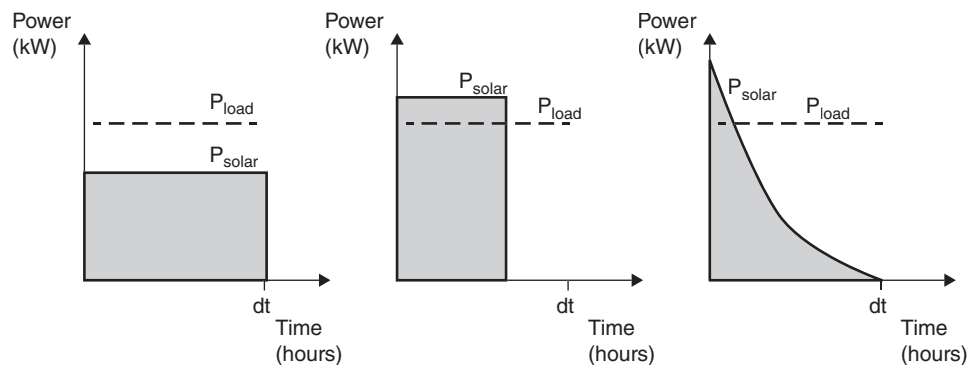 Power
(kW)
P_load
P_solar
dt
Time
(hours)
Power
(kW)
P_solar
P_load
dt
Time
(hours)
Power
(kW)
P_solar
P_load
dt
Time
(hours)